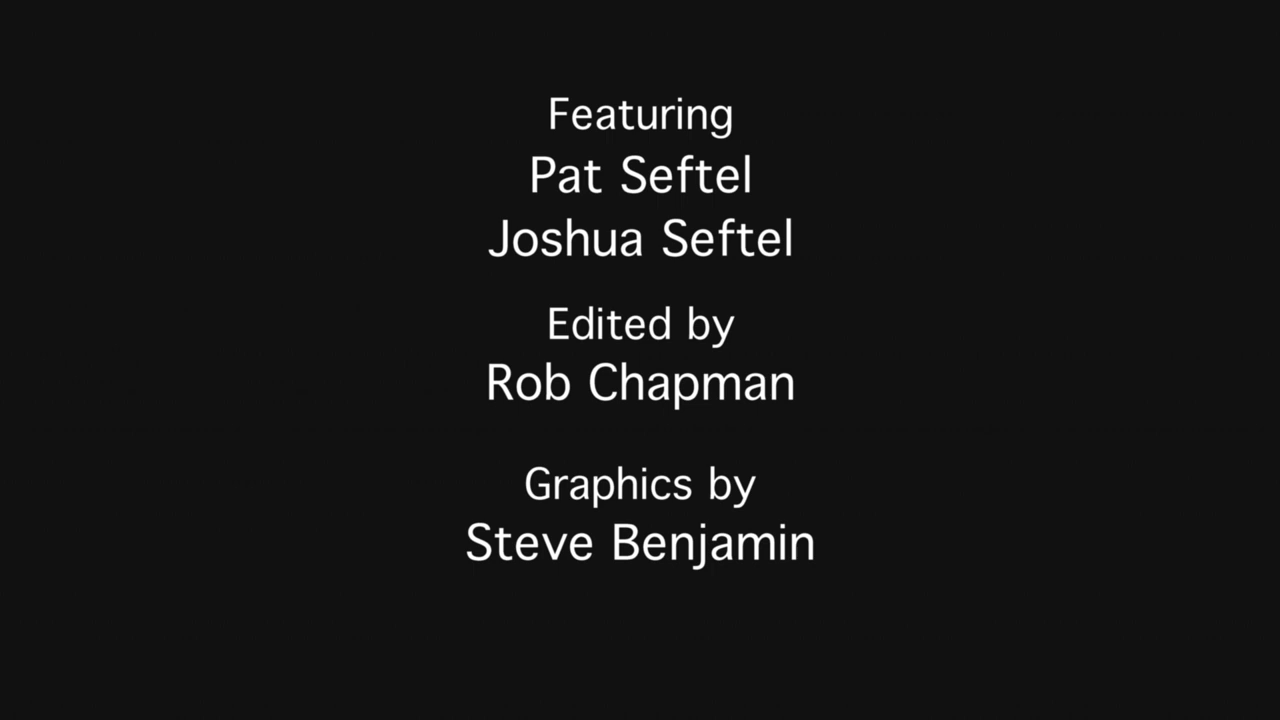 Featuring
Pat Seftel
Joshua Seftel
Edited by
Rob Chapman
Graphics by
Steve Benjamin